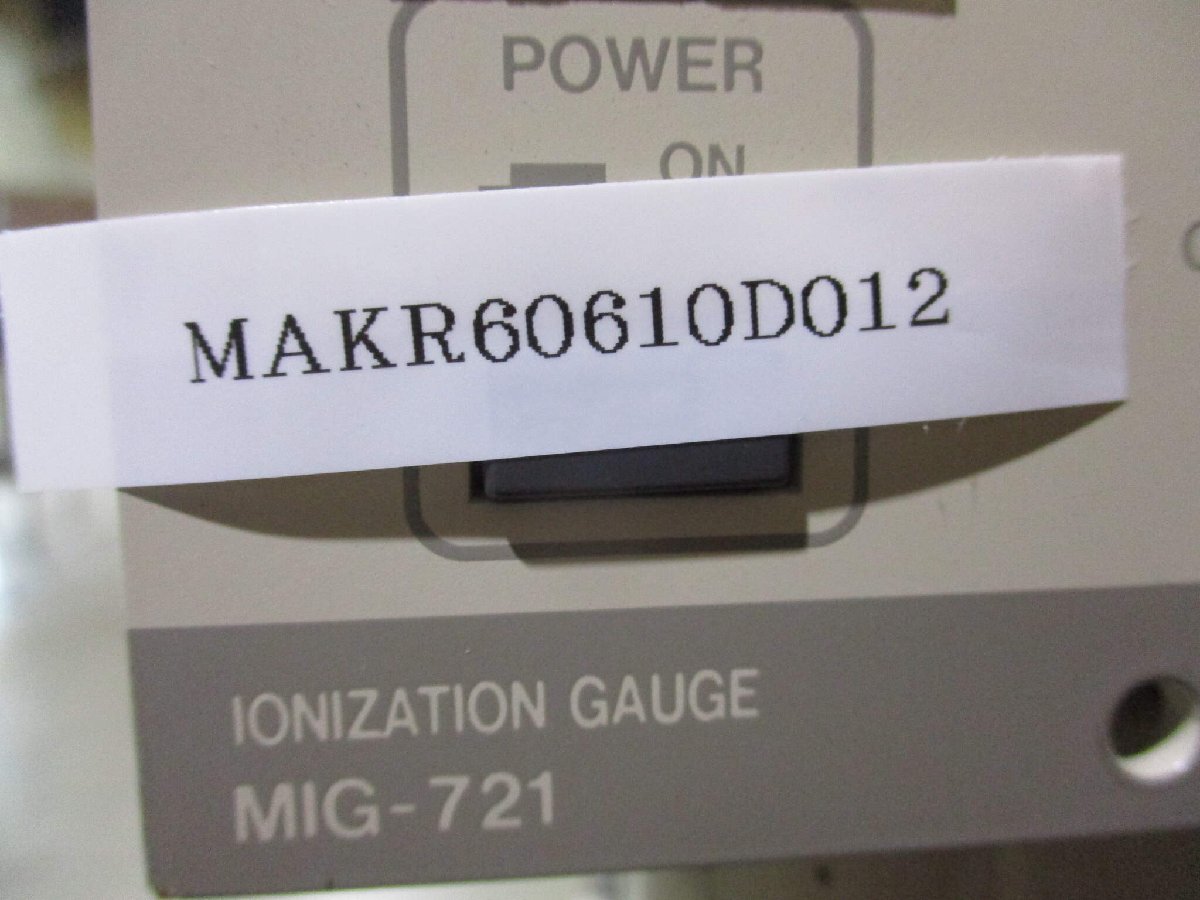 POWER
ON
MAKR60610D012
IONIZATION GAUGE
MIG-721